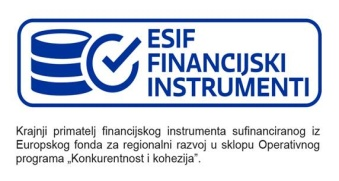 ESIF
FINANCIJSKI
INSTRUMENTI
Krajnji primatelj financijskog instrumenta sufinanciranog iz
Europskog fonda za regionalni razvoj u sklopu Operativnog
programa „Konkurentnost i kohezija”.